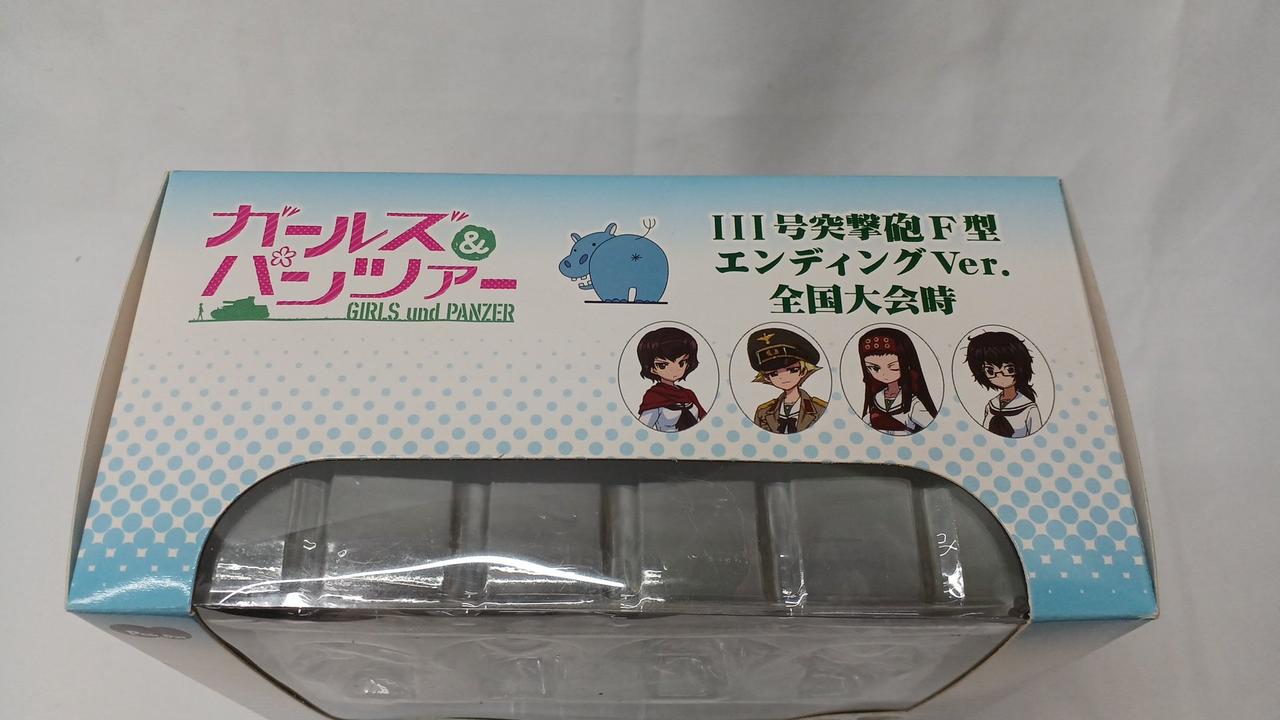 ガールズ&
パンツァー
GIRLS und PANZER
III号突撃砲F型
エンディングVer.
全国大会時